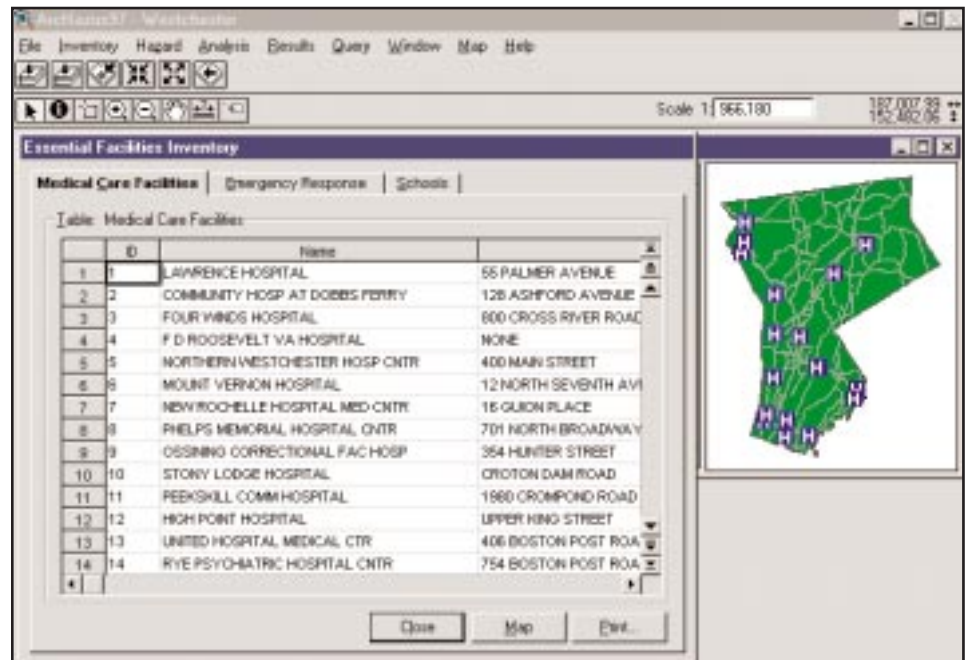 ArcHazus97 - Westchester
File Inventory Hazard Analysis Results Query Window Map Help
Scale 1: 966,180
187,007.99
152,482.06
Essential Facilities Inventory
Medical Care Facilities Emergency Response Schools
Table: Medical Care Facilities
ID Name
1 1 LAWRENCE HOSPITAL 55 PALMER AVENUE
2 2 COMMUNITY HOSP AT DOBBS FERRY 128 ASHFORD AVENUE
3 3 FOUR WINDS HOSPITAL 800 CROSS RIVER ROAD
4 4 F D ROOSEVELT VA HOSPITAL NONE
5 5 NORTHERN WESTCHESTER HOSP CNTR 400 MAIN STREET
6 6 MOUNT VERNON HOSPITAL 12 NORTH SEVENTH AVE
7 7 NEW ROCHELLE HOSPITAL MED CNTR 16 GUION PLACE
8 8 PHELPS MEMORIAL HOSPITAL CNTR 701 NORTH BROADWAY
9 9 OSSINING CORRECTIONAL FAC HOSP 354 HUNTER STREET
10 10 STONY LODGE HOSPITAL CROTON DAM ROAD
11 11 PEEKSKILL COMM HOSPITAL 1980 CROMPOND ROAD
12 12 HIGH POINT HOSPITAL UPPER KING STREET
13 13 UNITED HOSPITAL MEDICAL CTR 406 BOSTON POST ROA
14 14 RYE PSYCHIATRIC HOSPITAL CNTR 754 BOSTON POST ROA
Close Map Print...
H
H
H
H
H
H
H
H
H
H
H
H
H
H